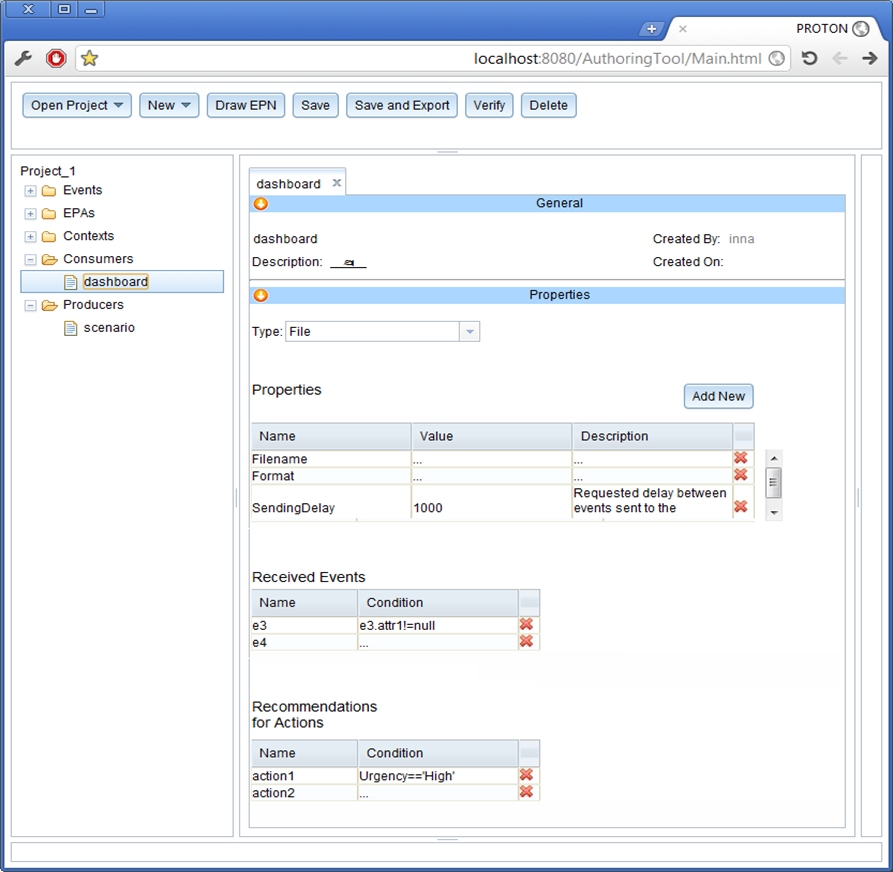 PROTON
localhost:8080/AuthoringTool/Main.html
Open Project New Draw EPN Save Save and Export Verify Delete
Project_1
Events
EPAs
Contexts
Consumers
dashboard
Producers
scenario
dashboard
General
dashboard Created By: inna
Description: Created On:
Properties
Type: File
Properties Add New
Name Value Description
Filename ... ...
Format ... ...
SendingDelay 1000 Requested delay between
events sent to the
Received Events
Name Condition
e3 e3.attr1!=null
e4 ...
Recommendations
for Actions
Name Condition
action1 Urgency=='High'
action2 ...